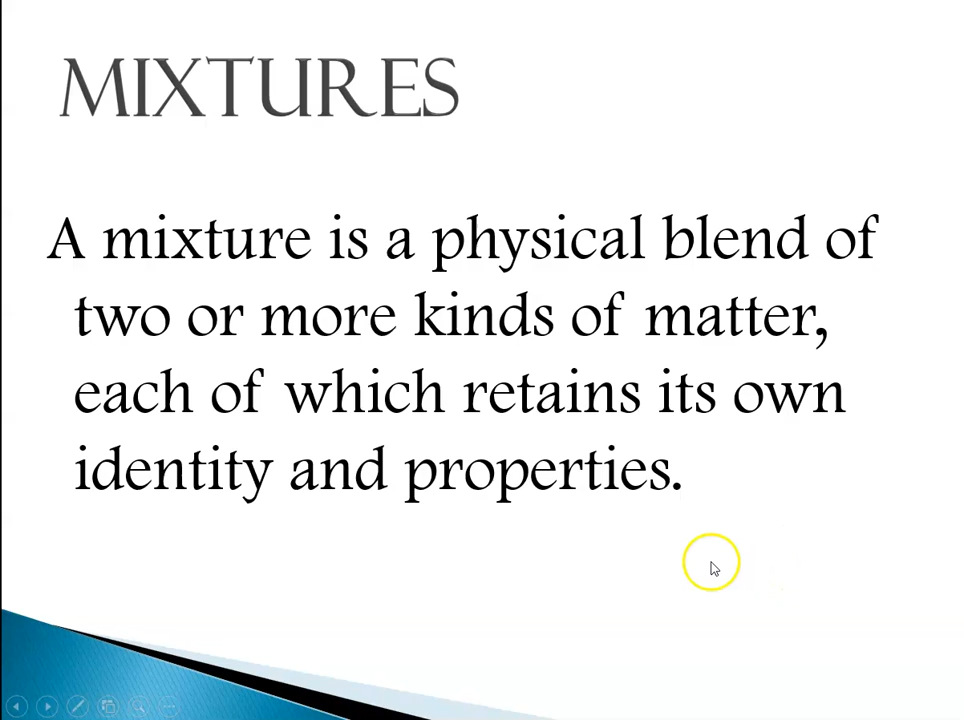 MIXTURES
A mixture is a physical blend of
two or more kinds of matter,
each of which retains its own
identity and properties.